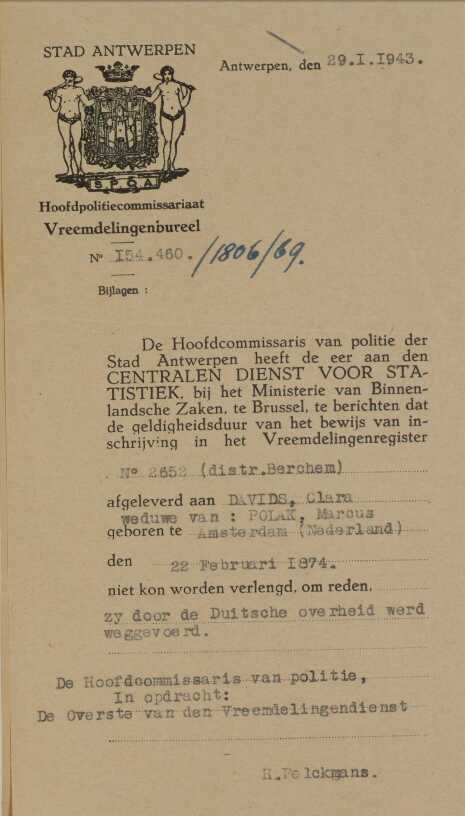 STAD ANTWERPEN
Antwerpen, den 29.I.1943.
S.P.Q.A
Hoofdpolitiecommissariaat
Vreemdelingenbureel
Nº 154.460. /1806/69.
Bijlagen :
De Hoofdcommissaris van politie der
Stad Antwerpen heeft de eer aan den
CENTRALEN DIENST VOOR STA-
TISTIEK, bij het Ministerie van Binnen-
landsche Zaken, te Brussel, te berichten dat
de geldigheidsduur van het bewijs van in-
schrijving in het Vreemdelingenregister
Nº 2652 (distr.Berchem)
afgeleverd aan DAVIDS, Clara
weduwe van : POLAK, Marcus
geboren te Amsterdam (Nederland)
den 22 Februari 1874.
niet kon worden verlengd, om reden,
zy door de Duitsche overheid werd
weggevoerd.
De Hoofdcommissaris van politie,
In opdracht:
De Overste van den Vreemdelingendienst